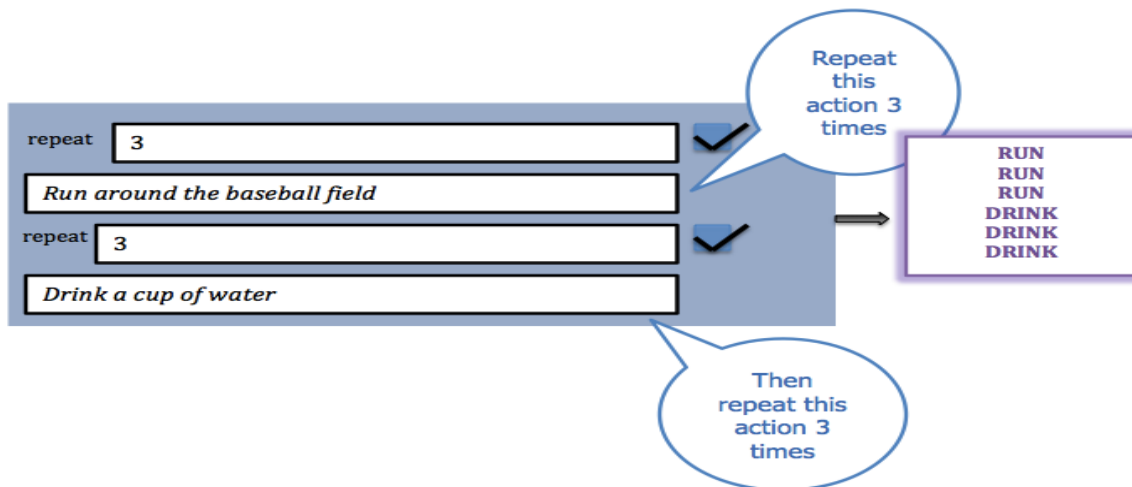 Repeat
this
action 3
times
repeat
3
Run around the baseball field
repeat
3
Drink a cup of water
RUN
RUN
RUN
DRINK
DRINK
DRINK
Then
repeat this
action 3
times